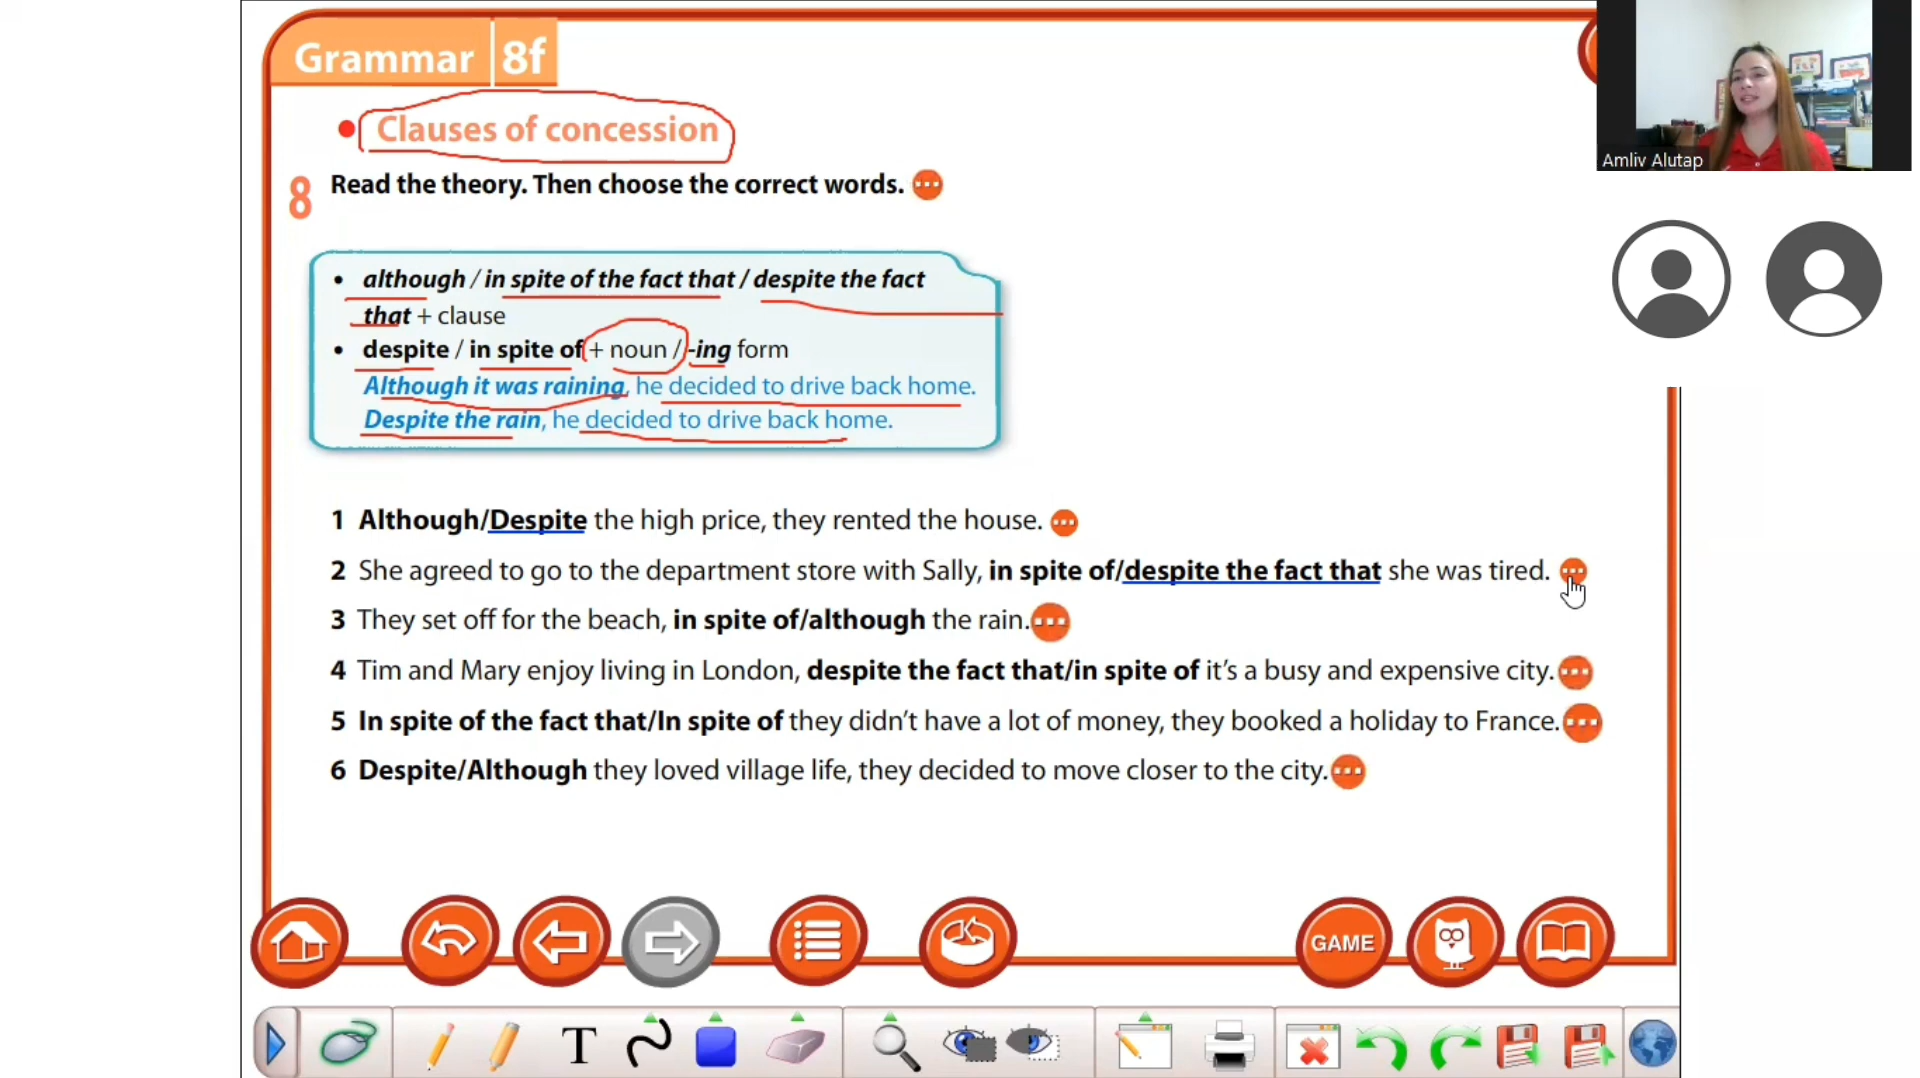 Grammar 8f
Amliv Alutap
• Clauses of concession
8 Read the theory. Then choose the correct words.
• although / in spite of the fact that / despite the fact
that + clause
• despite / in spite of + noun / -ing form
Although it was raining, he decided to drive back home.
Despite the rain, he decided to drive back home.
1 Although/Despite the high price, they rented the house.
2 She agreed to go to the department store with Sally, in spite of/despite the fact that she was tired.
3 They set off for the beach, in spite of/although the rain.
4 Tim and Mary enjoy living in London, despite the fact that/in spite of it’s a busy and expensive city.
5 In spite of the fact that/In spite of they didn’t have a lot of money, they booked a holiday to France.
6 Despite/Although they loved village life, they decided to move closer to the city.
GAME
T